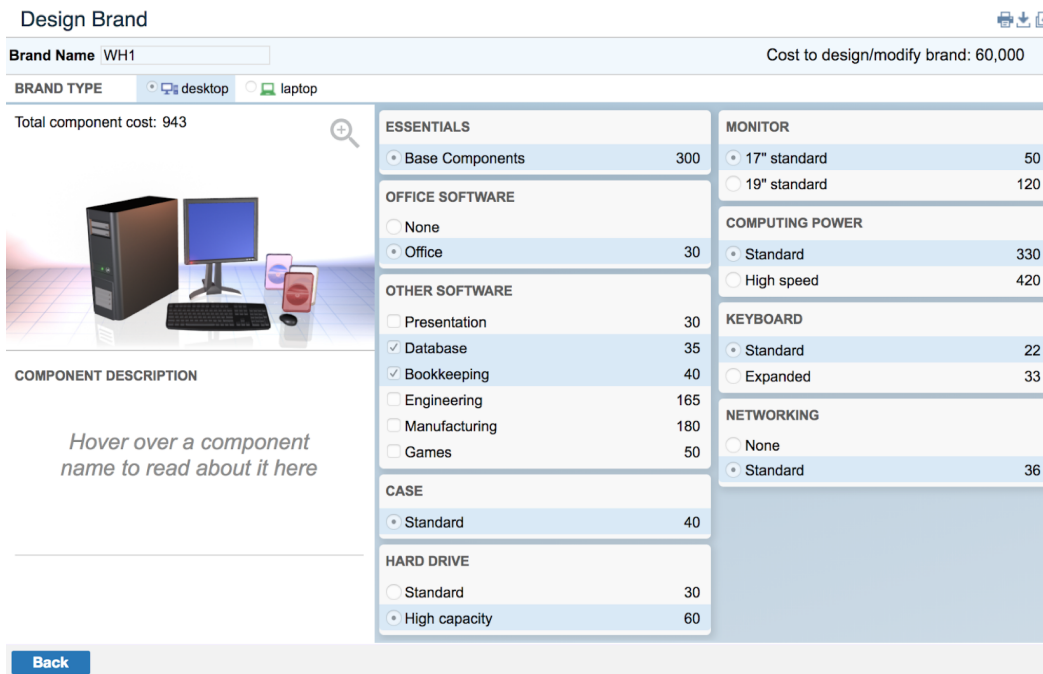 Design Brand
Brand Name WH1
Cost to design/modify brand: 60,000
BRAND TYPE desktop laptop
Total component cost: 943
COMPONENT DESCRIPTION
Hover over a component
name to read about it here
ESSENTIALS
Base Components 300
OFFICE SOFTWARE
None
Office 30
OTHER SOFTWARE
Presentation 30
Database 35
Bookkeeping 40
Engineering 165
Manufacturing 180
Games 50
CASE
Standard 40
HARD DRIVE
Standard 30
High capacity 60
MONITOR
17" standard 50
19" standard 120
COMPUTING POWER
Standard 330
High speed 420
KEYBOARD
Standard 22
Expanded 33
NETWORKING
None
Standard 36
Back